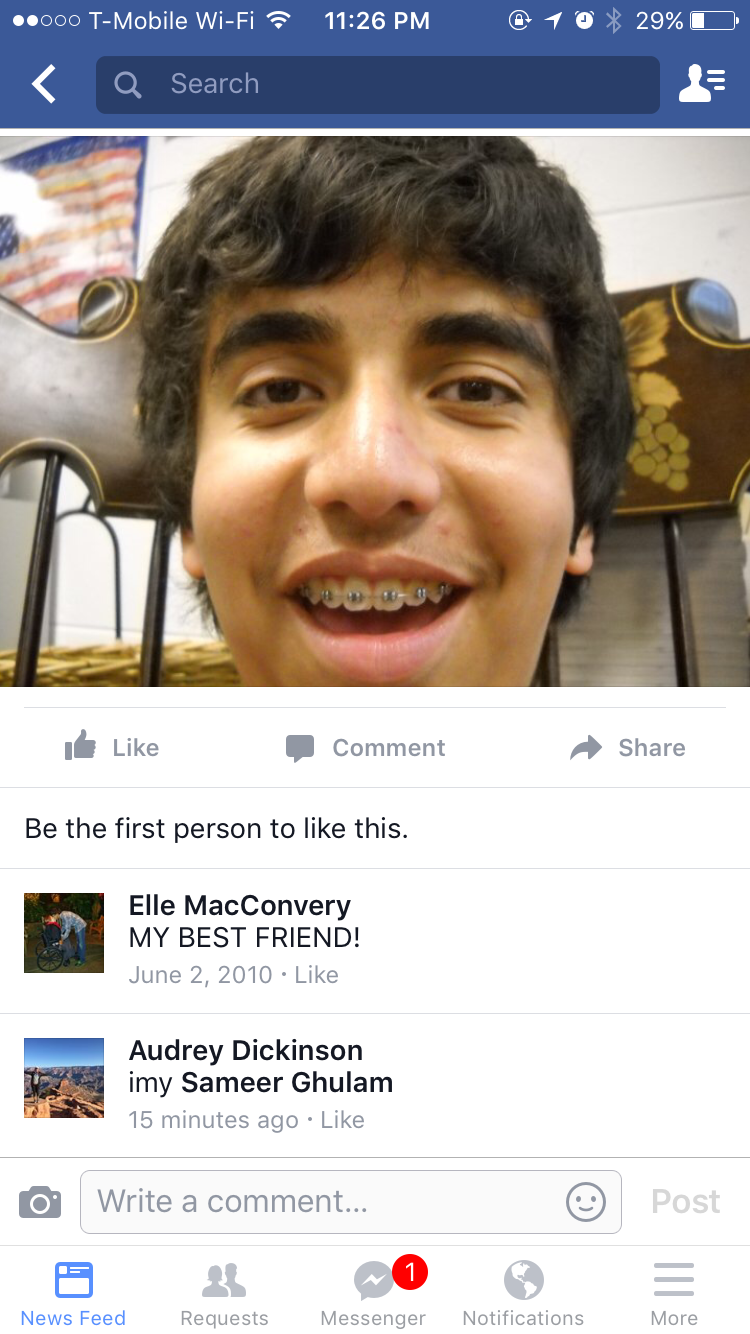 T-Mobile Wi-Fi 11:26 PM 29%
Search
Like Comment Share
Be the first person to like this.
Elle MacConvery
MY BEST FRIEND!
June 2, 2010 · Like
Audrey Dickinson
imy Sameer Ghulam
15 minutes ago · Like
Write a comment... Post
1
News Feed Requests Messenger Notifications More